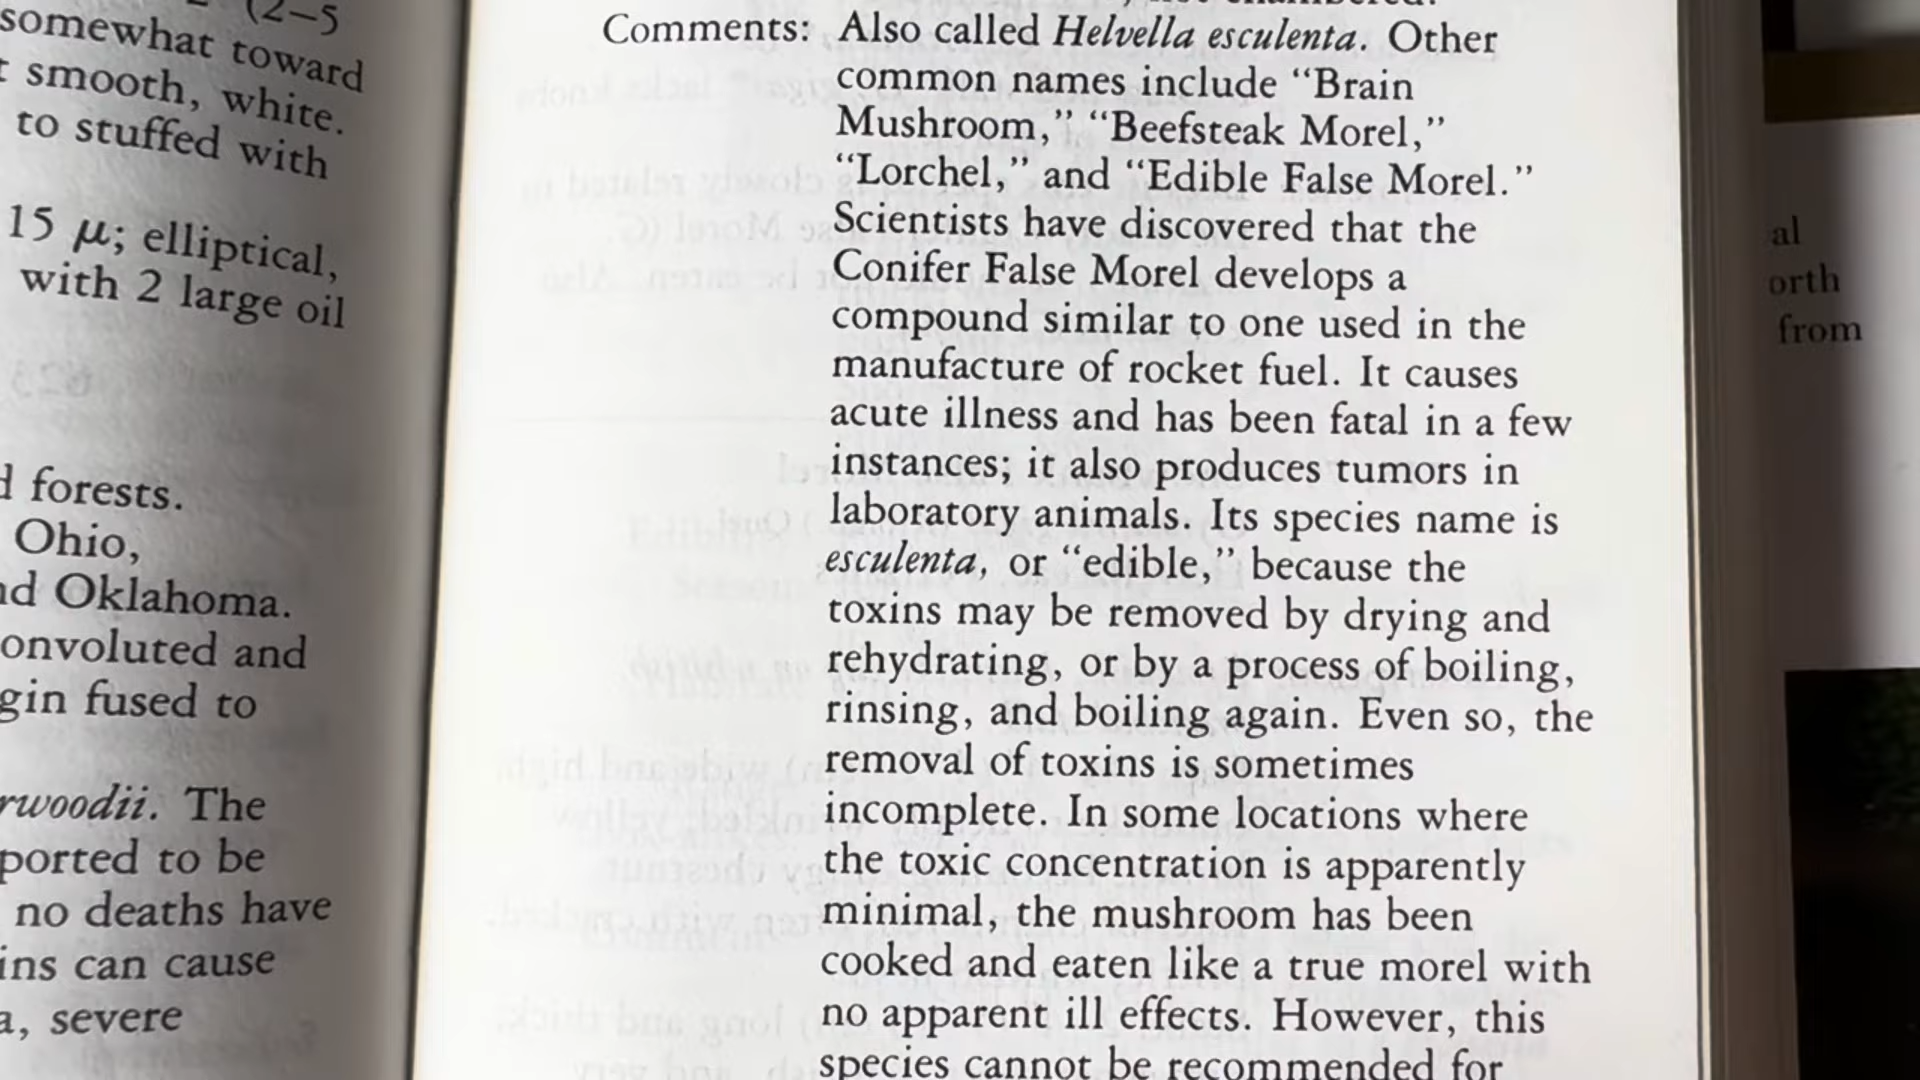 (2–5
somewhat toward
smooth, white.
to stuffed with
15 μ; elliptical,
with 2 large oil
forests.
Ohio,
Oklahoma.
onvoluted and
gin fused to
rwoodii. The
ported to be
no deaths have
ins can cause
a, severe
Comments: Also called Helvella esculenta. Other
common names include “Brain
Mushroom,” “Beefsteak Morel,”
“Lorchel,” and “Edible False Morel.”
Scientists have discovered that the
Conifer False Morel develops a
compound similar to one used in the
manufacture of rocket fuel. It causes
acute illness and has been fatal in a few
instances; it also produces tumors in
laboratory animals. Its species name is
esculenta, or “edible,” because the
toxins may be removed by drying and
rehydrating, or by a process of boiling,
rinsing, and boiling again. Even so, the
removal of toxins is sometimes
incomplete. In some locations where
the toxic concentration is apparently
minimal, the mushroom has been
cooked and eaten like a true morel with
no apparent ill effects. However, this
species cannot be recommended for
al
orth
from